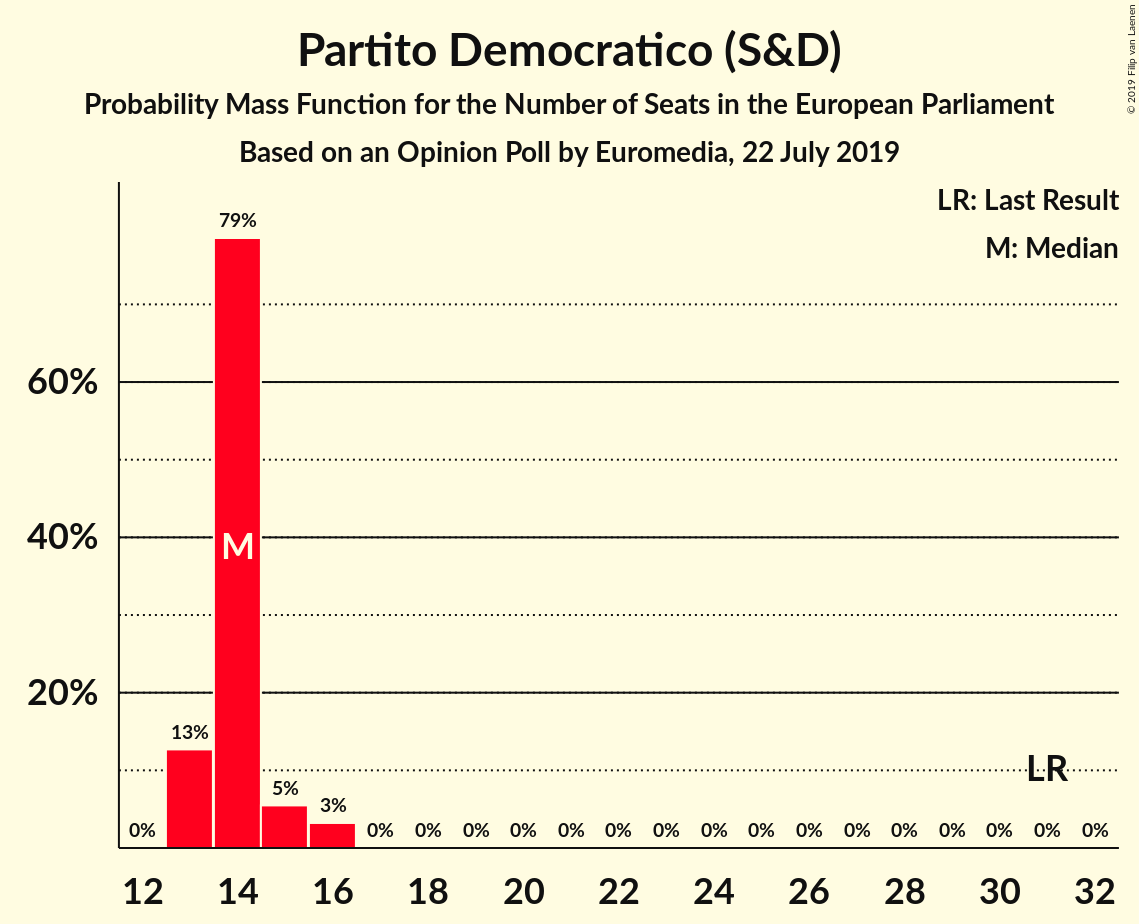 © 2019 Filip van Laenen
Partito Democratico (S&D)
Probability Mass Function for the Number of Seats in the European Parliament
Based on an Opinion Poll by Euromedia, 22 July 2019
LR: Last Result
M: Median
79%
60%
40%
M
20%
13%
LR
5%
3%
0% 0% 0% 0% 0% 0% 0% 0% 0% 0% 0% 0% 0% 0% 0% 0% 0%
12 14 16 18 20 22 24 26 28 30 32